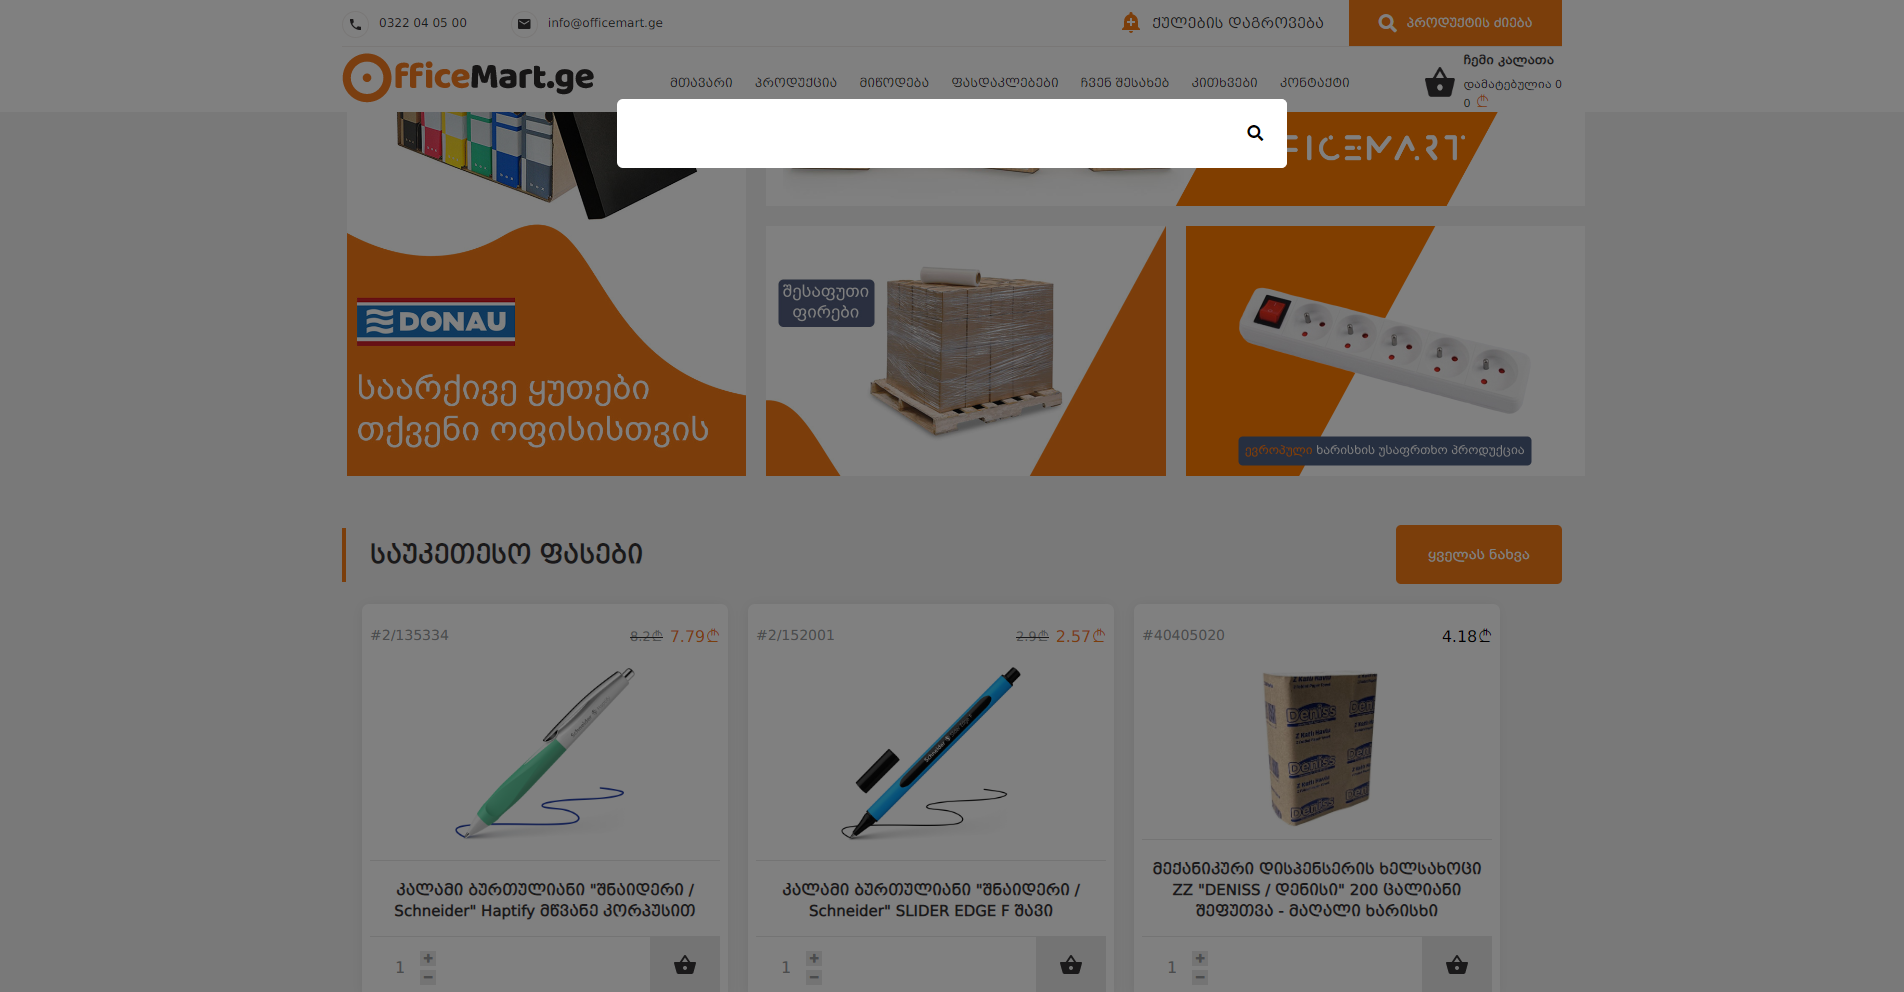 0322 04 05 00
info@officemart.ge
ქულების დაგროვება
პროდუქტის ძიება
OfficeMart.ge
მთავარი
პროდუქცია
მიწოდება
ფასდაკლებები
ჩვენ შესახებ
კითხვები
კონტაქტი
ჩემი კალათა
დამატებულია 0
0 ₾
FICEMART
DONAU
საარქივე ყუთები
თქვენი ოფისისთვის
შესაფუთი
ფირები
ევროპული ხარისხის უსაფრთხო პროდუქცია
საუკეთესო ფასები
ყველას ნახვა
#2/135334
8.2₾ 7.79₾
კალამი ბურთულიანი "შნაიდერი /
Schneider" Haptify მწვანე კორპუსით
1
#2/152001
2.9₾ 2.57₾
Schneider
კალამი ბურთულიანი "შნაიდერი /
Schneider" SLIDER EDGE F შავი
1
#40405020
4.18₾
Deniss
Deniss
Deniss
მექანიკური დისპენსერის ხელსახოცი
ZZ "DENISS / დენისი" 200 ცალიანი
შეფუთვა - მაღალი ხარისხი
1